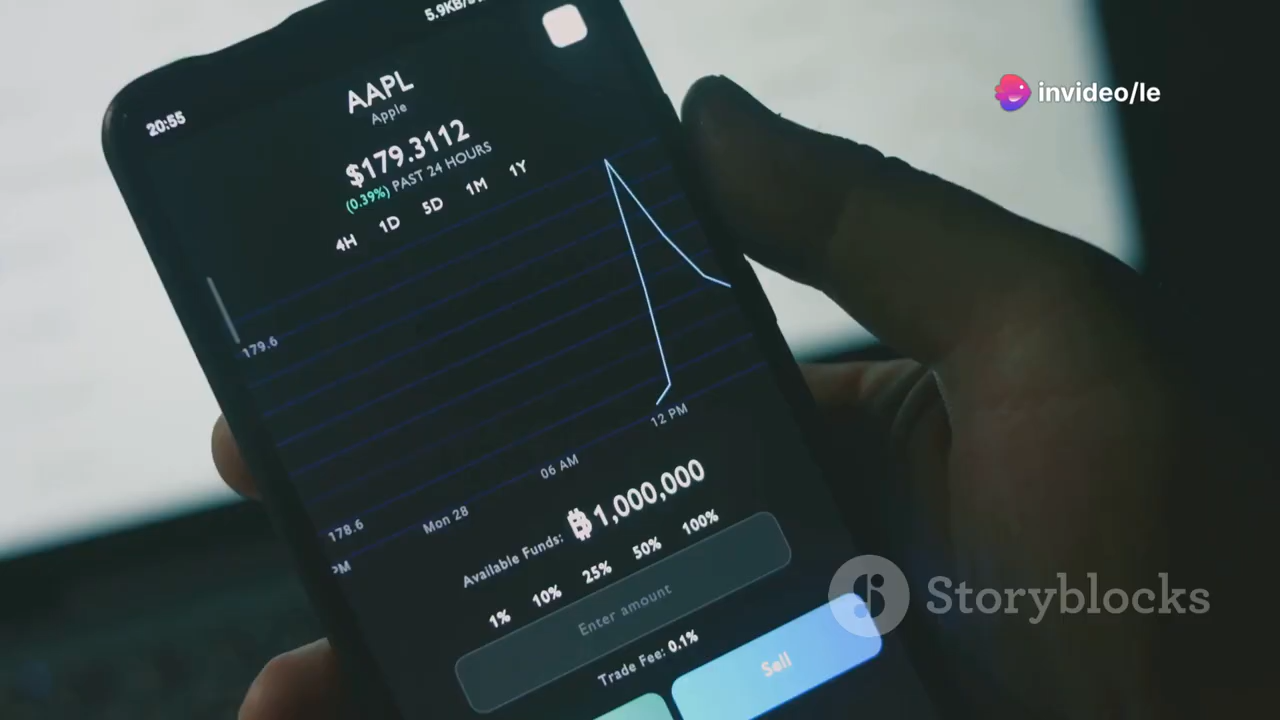 20:55
AAPL
Apple
$179.3112
(0.39%) PAST 24 HOURS
4H 1D 5D 1M 1Y
179.6
178.6
PM Mon 28 06 AM 12 PM
Available Funds: ₿1,000,000
1% 10% 25% 50% 100%
Enter amount
Trade Fee: 0.1%
Sell
invideo/le
Storyblocks